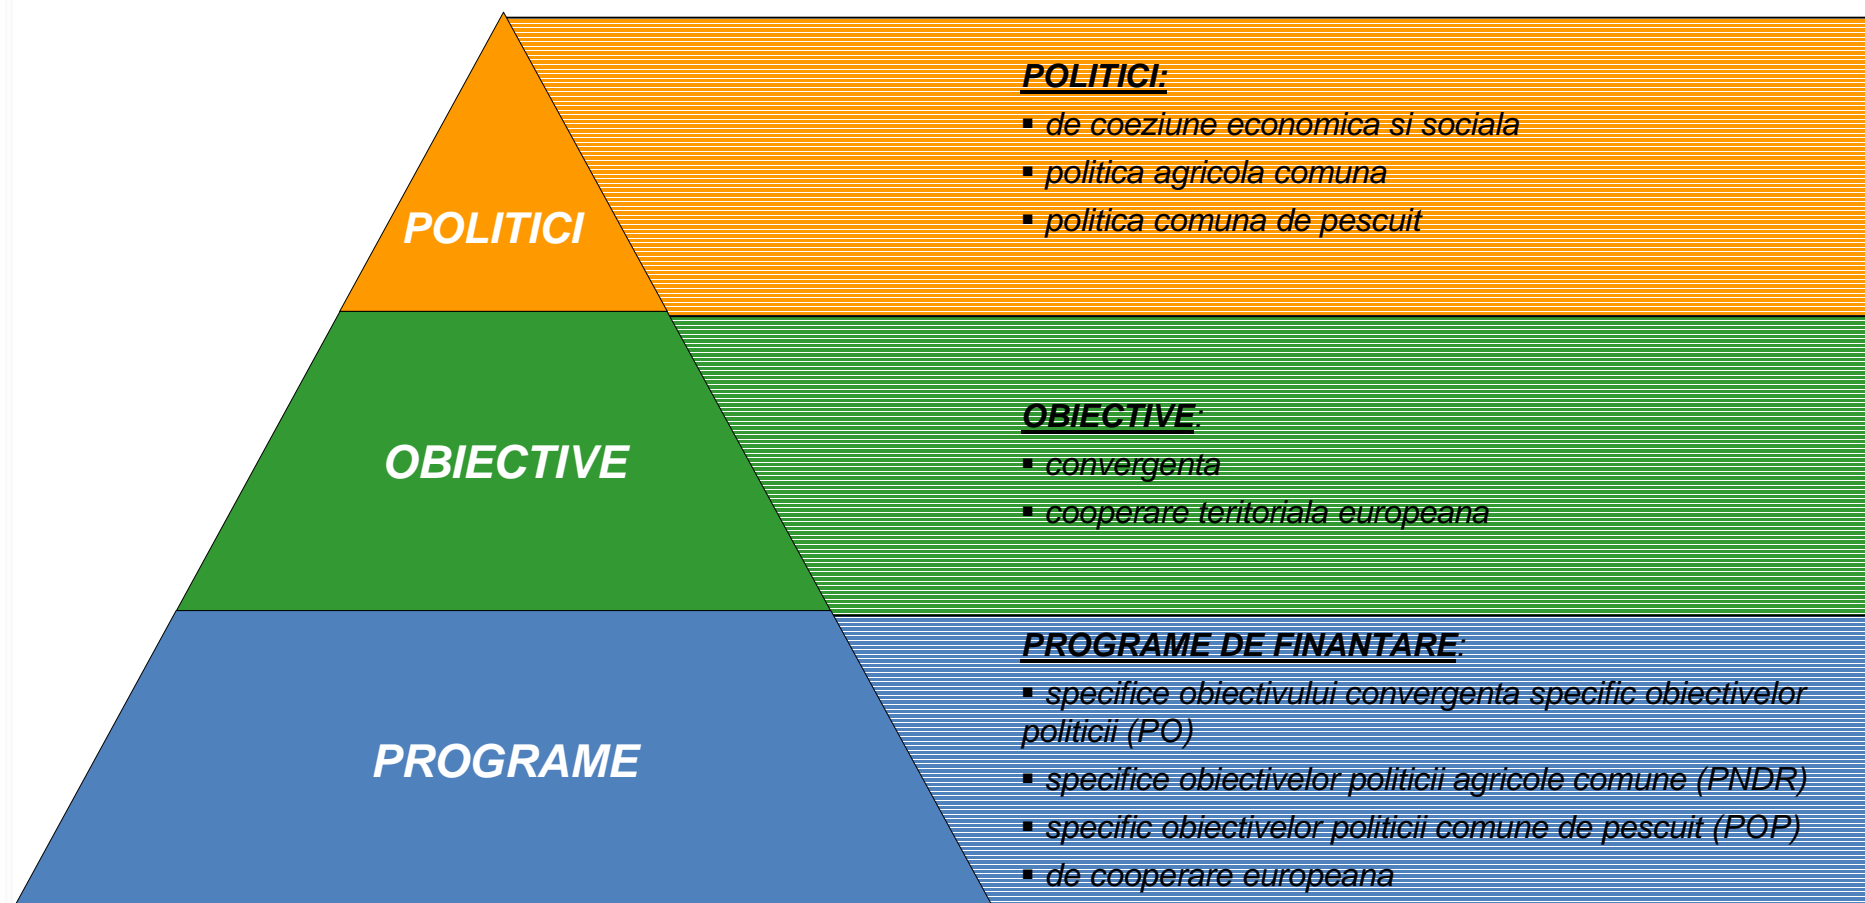 POLITICI
POLITICI:
▪ de coeziune economica si sociala
▪ politica agricola comuna
▪ politica comuna de pescuit
OBIECTIVE
OBIECTIVE:
▪ convergenta
▪ cooperare teritoriala europeana
PROGRAME
PROGRAME DE FINANTARE:
▪ specifice obiectivului convergenta specific obiectivelor
politicii (PO)
▪ specifice obiectivelor politicii agricole comune (PNDR)
▪ specific obiectivelor politicii comune de pescuit (POP)
▪ de cooperare europeana